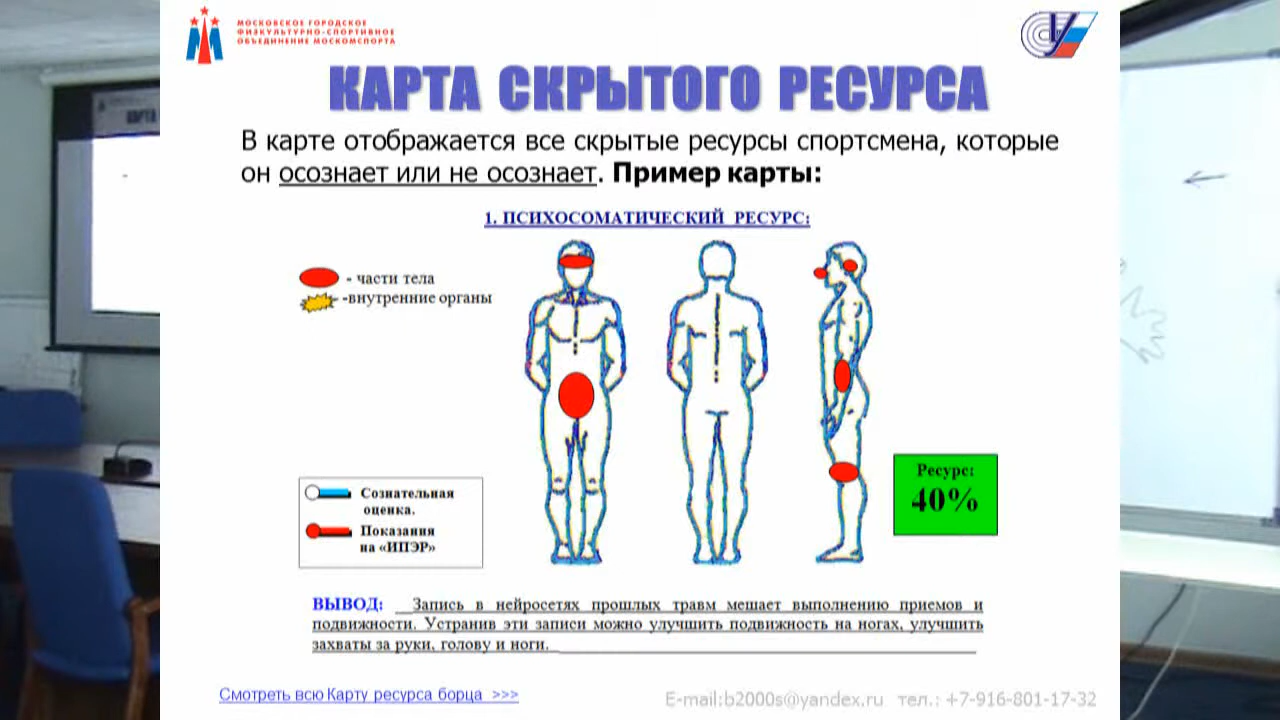 МОСКОВСКОЕ ГОРОДСКОЕ
ФИЗКУЛЬТУРНО-СПОРТИВНОЕ
ОБЪЕДИНЕНИЕ МОСКОМСПОРТА
КАРТА СКРЫТОГО РЕСУРСА
В карте отображается все скрытые ресурсы спортсмена, которые
он осознает или не осознает. Пример карты:
1. ПСИХОСОМАТИЧЕСКИЙ РЕСУРС:
- части тела
-внутренние органы
Сознательная
оценка.
Показания
на «ИПЭР»
Ресурс:
40%
ВЫВОД: Запись в нейросетях прошлых травм мешает выполнению приемов и
подвижности. Устранив эти записи можно улучшить подвижность на ногах, улучшить
захваты за руки, голову и ноги.
Смотреть всю Карту ресурса борца >>>
E-mail:b2000s@yandex.ru тел.: +7-916-801-17-32